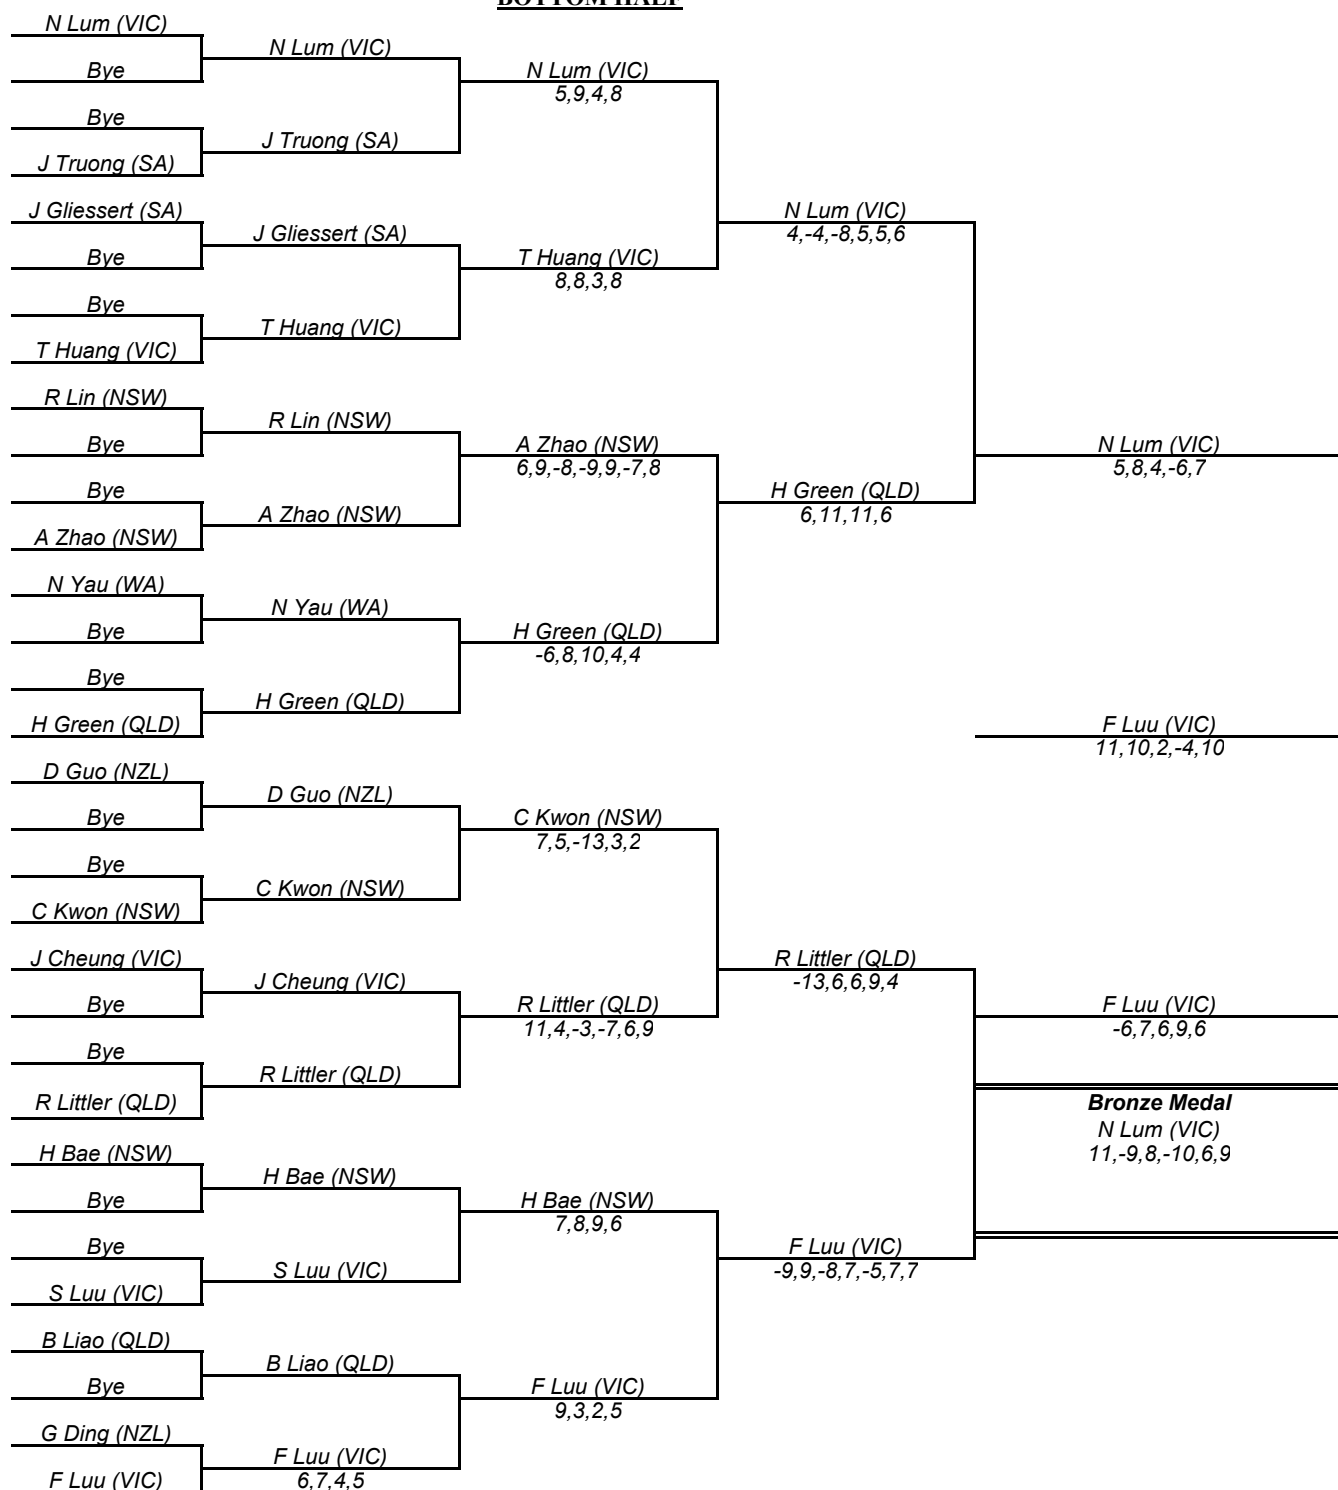 BOTTOM HALF
N Lum (VIC)
Bye
Bye
J Truong (SA)
J Gliessert (SA)
Bye
Bye
T Huang (VIC)
R Lin (NSW)
Bye
Bye
A Zhao (NSW)
N Yau (WA)
Bye
Bye
H Green (QLD)
D Guo (NZL)
Bye
Bye
C Kwon (NSW)
J Cheung (VIC)
Bye
Bye
R Littler (QLD)
H Bae (NSW)
Bye
Bye
S Luu (VIC)
B Liao (QLD)
Bye
G Ding (NZL)
F Luu (VIC)
N Lum (VIC)
J Truong (SA)
J Gliessert (SA)
T Huang (VIC)
R Lin (NSW)
A Zhao (NSW)
N Yau (WA)
H Green (QLD)
D Guo (NZL)
C Kwon (NSW)
J Cheung (VIC)
R Littler (QLD)
H Bae (NSW)
S Luu (VIC)
B Liao (QLD)
F Luu (VIC)
6,7,4,5
N Lum (VIC)
5,9,4,8
T Huang (VIC)
8,8,3,8
A Zhao (NSW)
6,9,-8,-9,9,-7,8
H Green (QLD)
-6,8,10,4,4
C Kwon (NSW)
7,5,-13,3,2
R Littler (QLD)
11,4,-3,-7,6,9
H Bae (NSW)
7,8,9,6
F Luu (VIC)
9,3,2,5
N Lum (VIC)
4,-4,-8,5,5,6
H Green (QLD)
6,11,11,6
R Littler (QLD)
-13,6,6,9,4
F Luu (VIC)
-9,9,-8,7,-5,7,7
N Lum (VIC)
5,8,4,-6,7
F Luu (VIC)
11,10,2,-4,10
F Luu (VIC)
-6,7,6,9,6
Bronze Medal
N Lum (VIC)
11,-9,8,-10,6,9